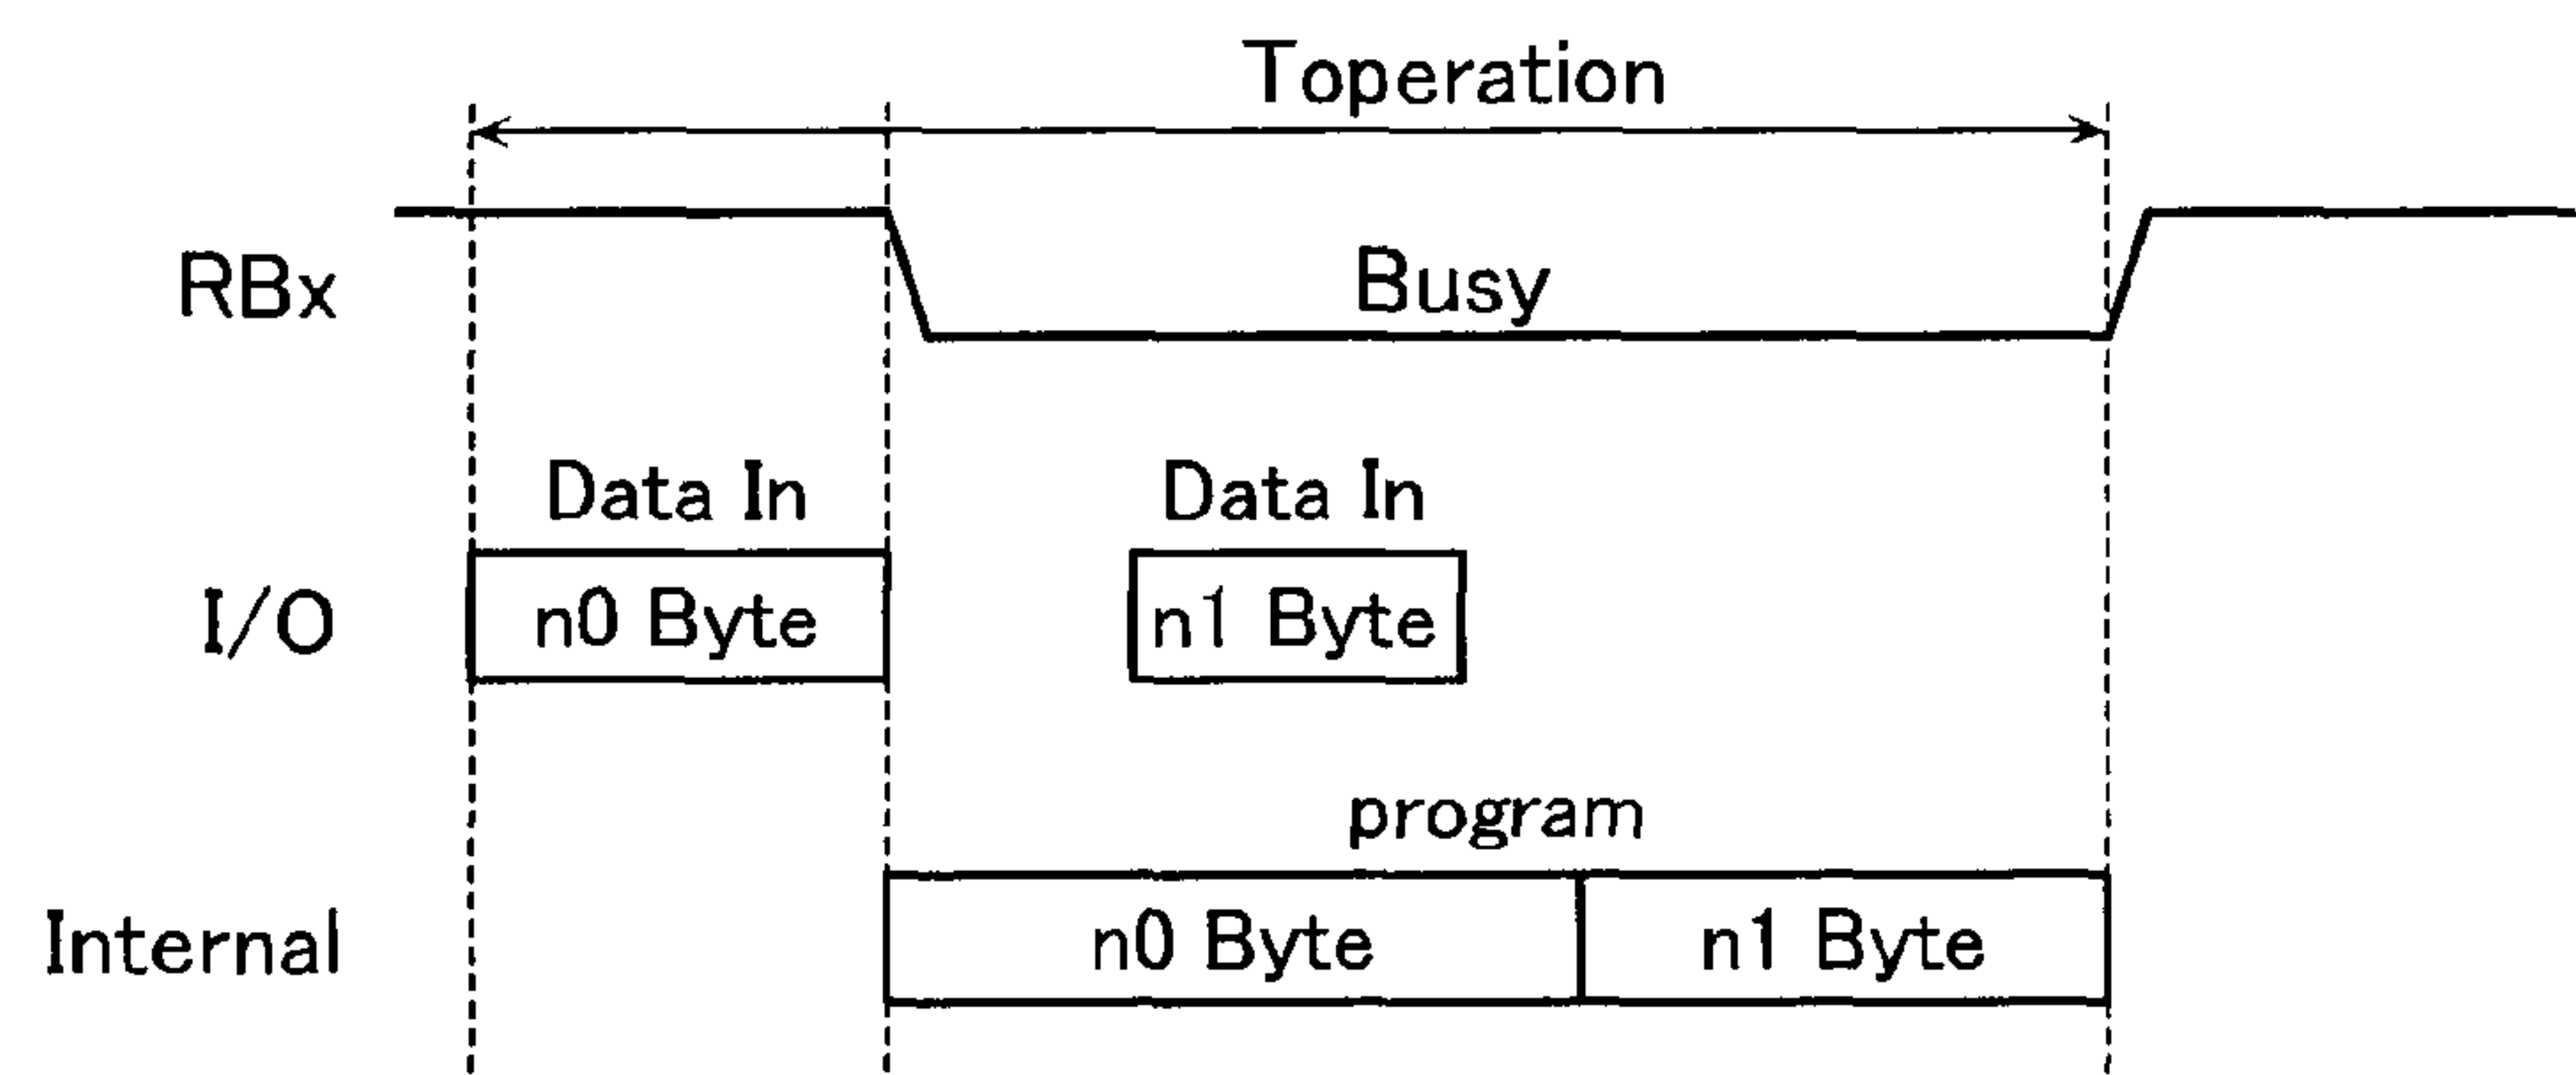 Toperation
RBx
Busy
Data In
Data In
I/O
n0 Byte
n1 Byte
program
Internal
n0 Byte
n1 Byte